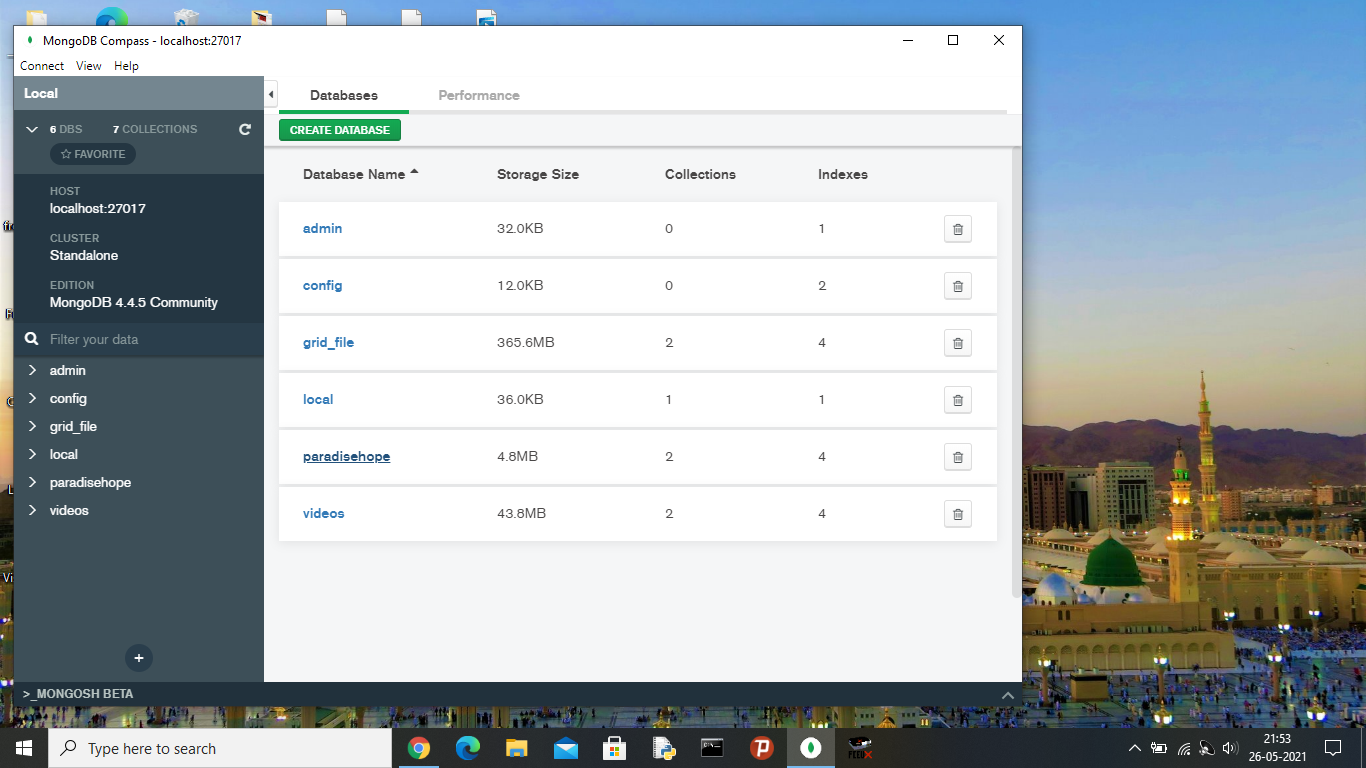 MongoDB Compass - localhost:27017
Connect View Help
Local
Databases Performance
6 DBS 7 COLLECTIONS
FAVORITE
CREATE DATABASE
HOST
localhost:27017
CLUSTER
Standalone
EDITION
MongoDB 4.4.5 Community
Filter your data
admin
config
grid_file
local
paradisehope
videos
Database Name Storage Size Collections Indexes
admin 32.0KB 0 1
config 12.0KB 0 2
grid_file 365.6MB 2 4
local 36.0KB 1 1
paradisehope 4.8MB 2 4
videos 43.8MB 2 4
>_MONGOSH BETA
Type here to search
21:53
26-05-2021